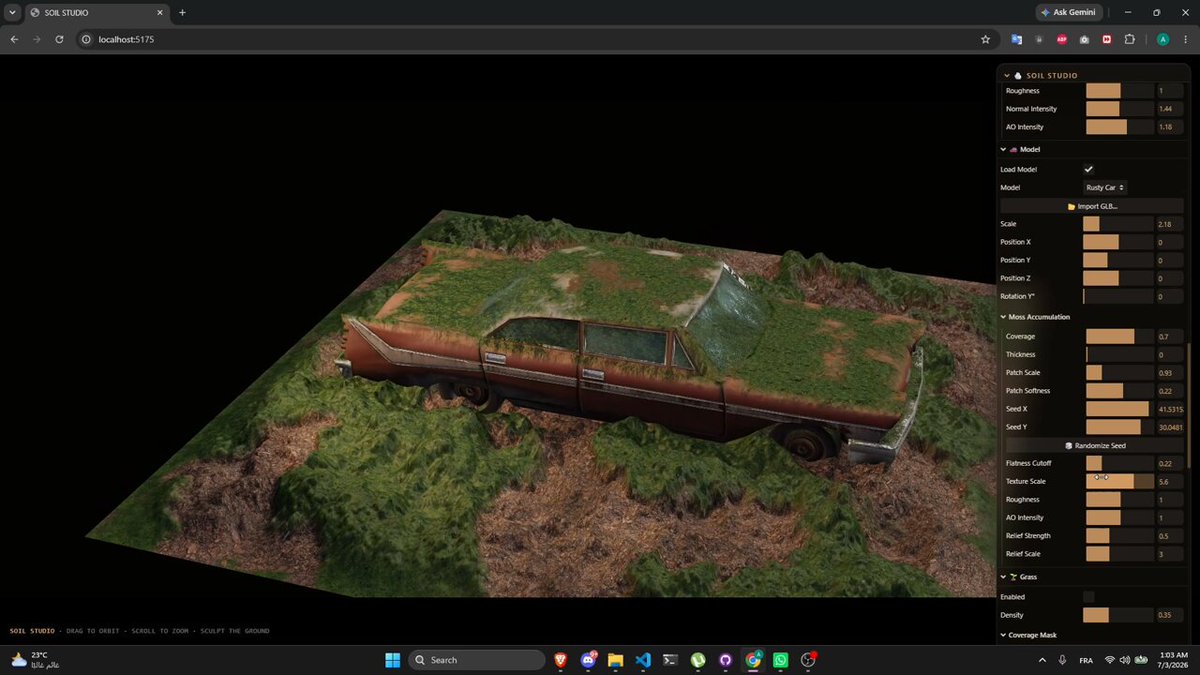 SOIL STUDIO
Ask Gemini
localhost:5175
SOIL STUDIO
Roughness 1
Normal Intensity 1.44
AO Intensity 1.18
Model
Load Model
Model Rusty Car
Import GLB...
Scale 2.18
Position X 0
Position Y 0
Position Z 0
Rotation Y° 0
Moss Accumulation
Coverage 0.7
Thickness 0
Patch Scale 0.93
Patch Softness 0.22
Seed X 41.5315
Seed Y 30.0481
Randomize Seed
Flatness Cutoff 0.22
Texture Scale 5.6
Roughness 1
AO Intensity 1
Relief Strength 0.5
Relief Scale 3
Grass
Enabled
Density 0.35
Coverage Mask
SOIL STUDIO · DRAG TO ORBIT · SCROLL TO ZOOM · SCULPT THE GROUND
23°C
غائم غالبًا
Search
FRA
1:03 AM
7/3/2026